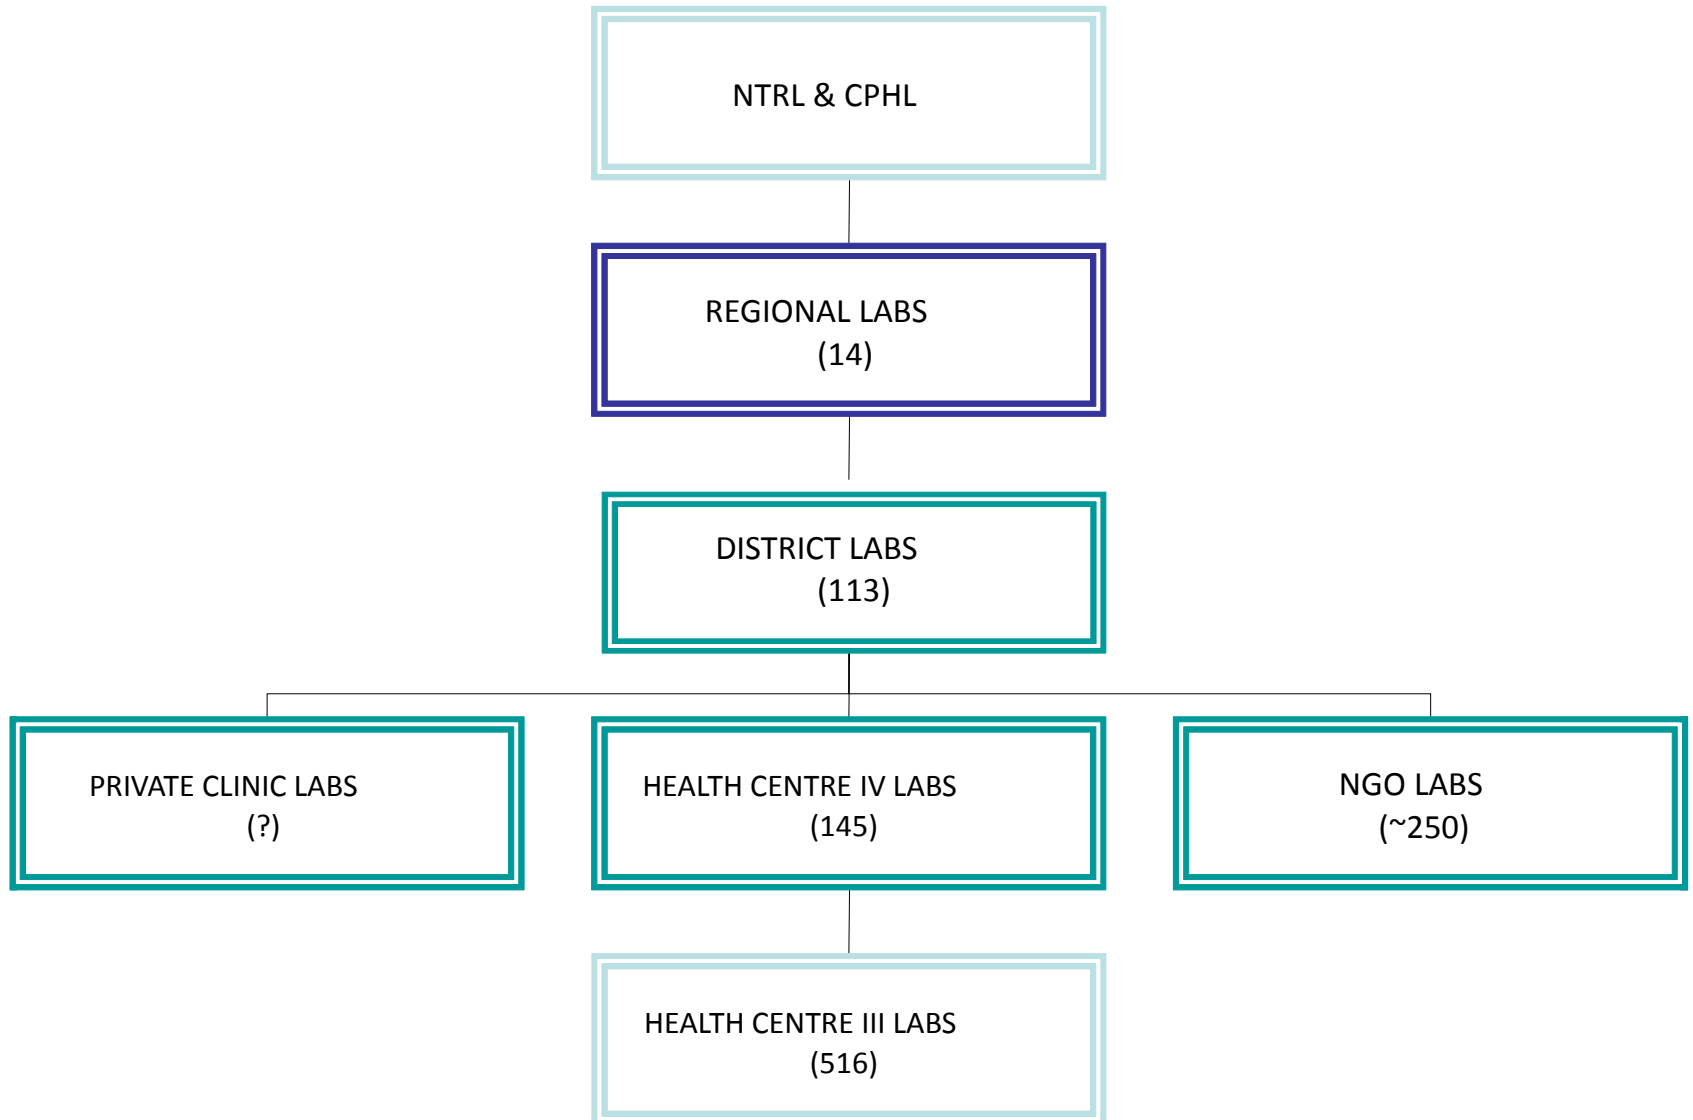 NTRL & CPHL
REGIONAL LABS
(14)
DISTRICT LABS
(113)
PRIVATE CLINIC LABS
(?)
HEALTH CENTRE IV LABS
(145)
NGO LABS
(~250)
HEALTH CENTRE III LABS
(516)